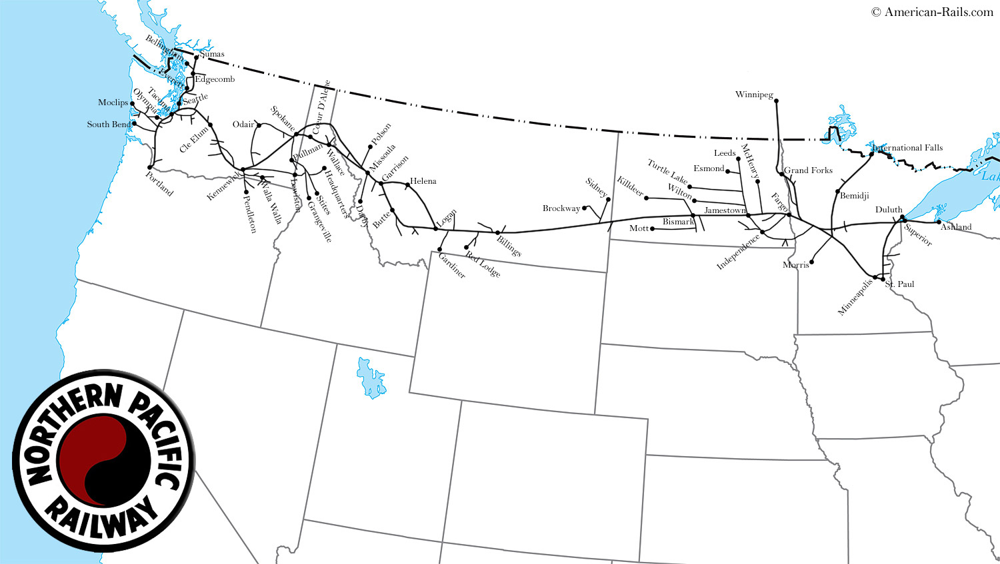 © American-Rails.com
Bellingham
Sumas
Everett
Edgecomb
Seattle
Tacoma
Olympia
Moclips
South Bend
Cle Elum
Portland
Odair
Spokane
Coeur D'Alene
Pullman
Wallace
Polson
Missoula
Garrison
Helena
Kennewick
Pendleton
Walla Walla
Lewiston
Grangeville
Stites
Headquarters
Darby
Butte
Logan
Gardiner
Red Lodge
Billings
Brockway
Sidney
Killdeer
Turtle Lake
Wilton
Esmond
Leeds
McHenry
Winnipeg
Grand Forks
Fargo
Jamestown
Bismark
Mott
Independence
Morris
Bemidji
International Falls
Duluth
Superior
Ashland
Minneapolis
St. Paul
Lak
NORTHERN PACIFIC
RAILWAY